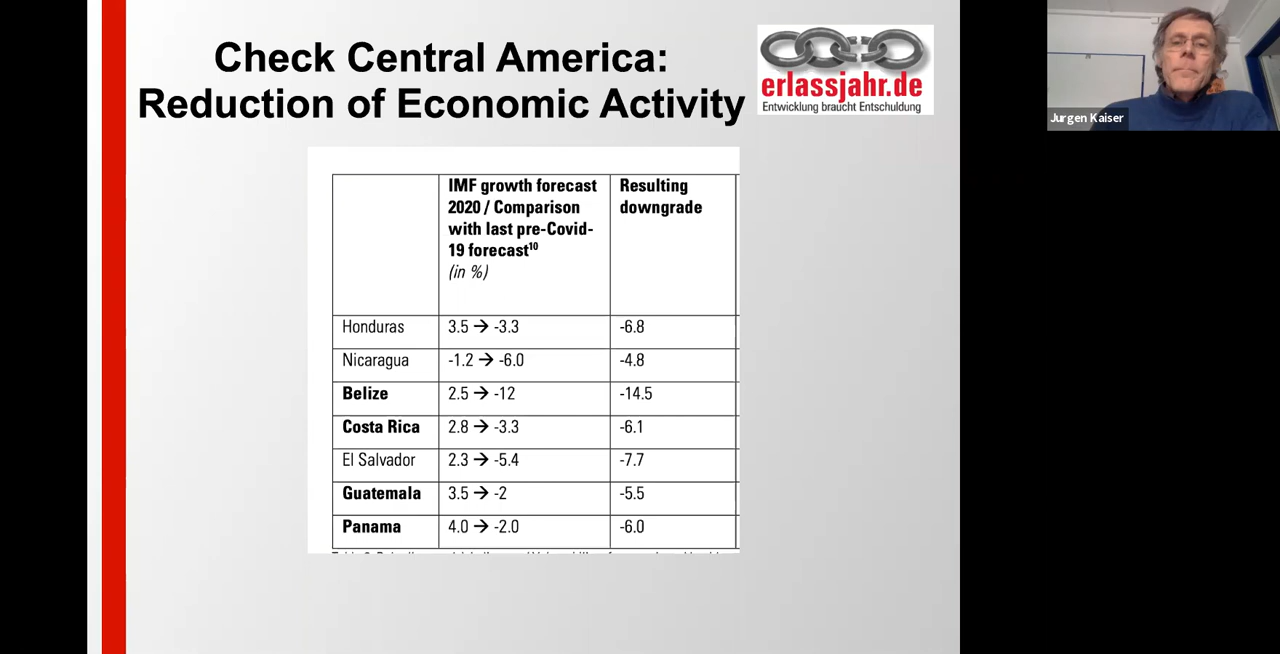 Check Central America:
Reduction of Economic Activity
erlassjahr.de
Entwicklung braucht Entschuldung
Jurgen Kaiser
IMF growth forecast 2020 / Comparison with last pre-Covid-19 forecast¹⁰ (in %) Resulting downgrade
Honduras 3.5 → -3.3 -6.8
Nicaragua -1.2 → -6.0 -4.8
Belize 2.5 → -12 -14.5
Costa Rica 2.8 → -3.3 -6.1
El Salvador 2.3 → -5.4 -7.7
Guatemala 3.5 → -2 -5.5
Panama 4.0 → -2.0 -6.0